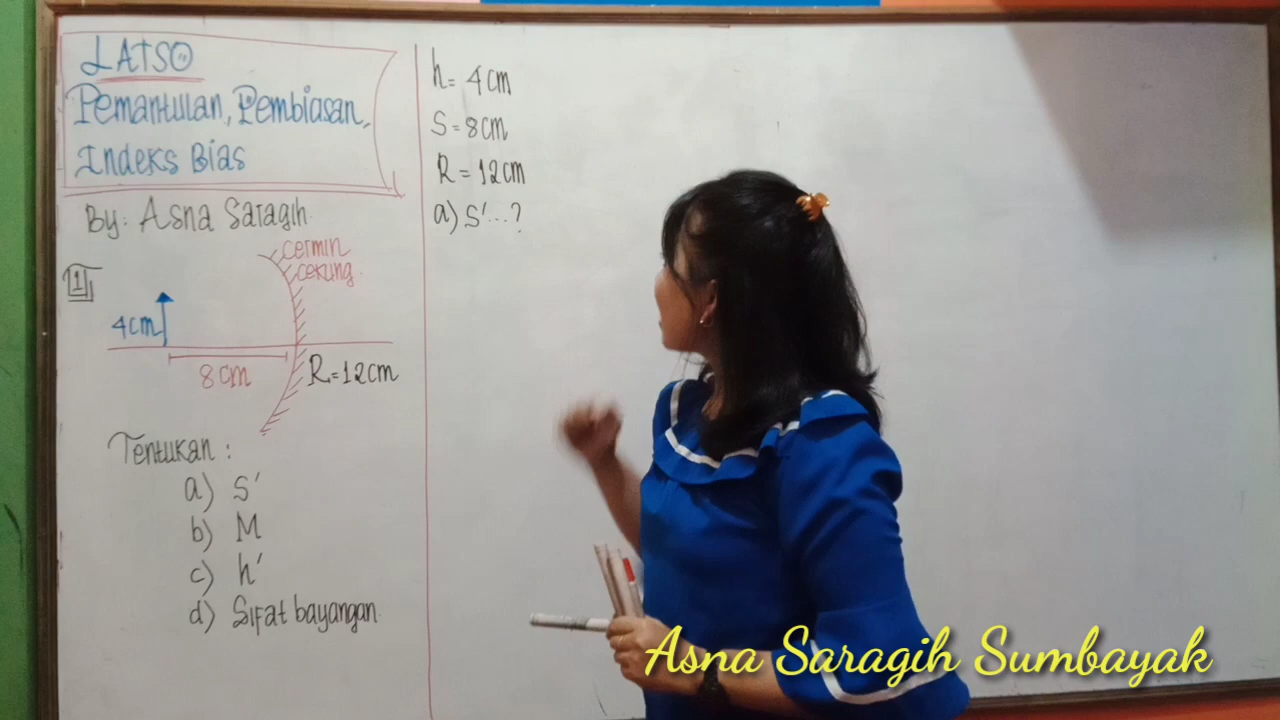 LATSO
Pemantulan, Pembiasan,
Indeks Bias
By: Asna Saragih.
1
cermin
cekung.
4cm
8 cm
R=12cm
Tentukan :
a) s'
b) M
c) h'
d) Sifat bayangan.
h= 4cm
S = 8cm
R = 12cm
a) s'...?
Asna Saragih Sumbayak